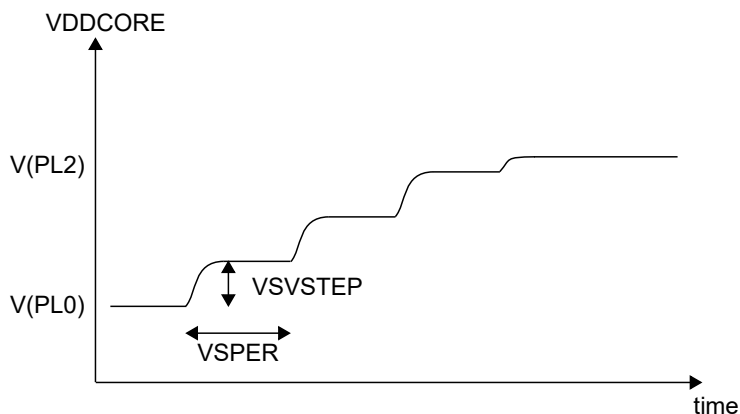 VDDCORE
V(PL2)
V(PL0)
VSVSTEP
VSPER
time